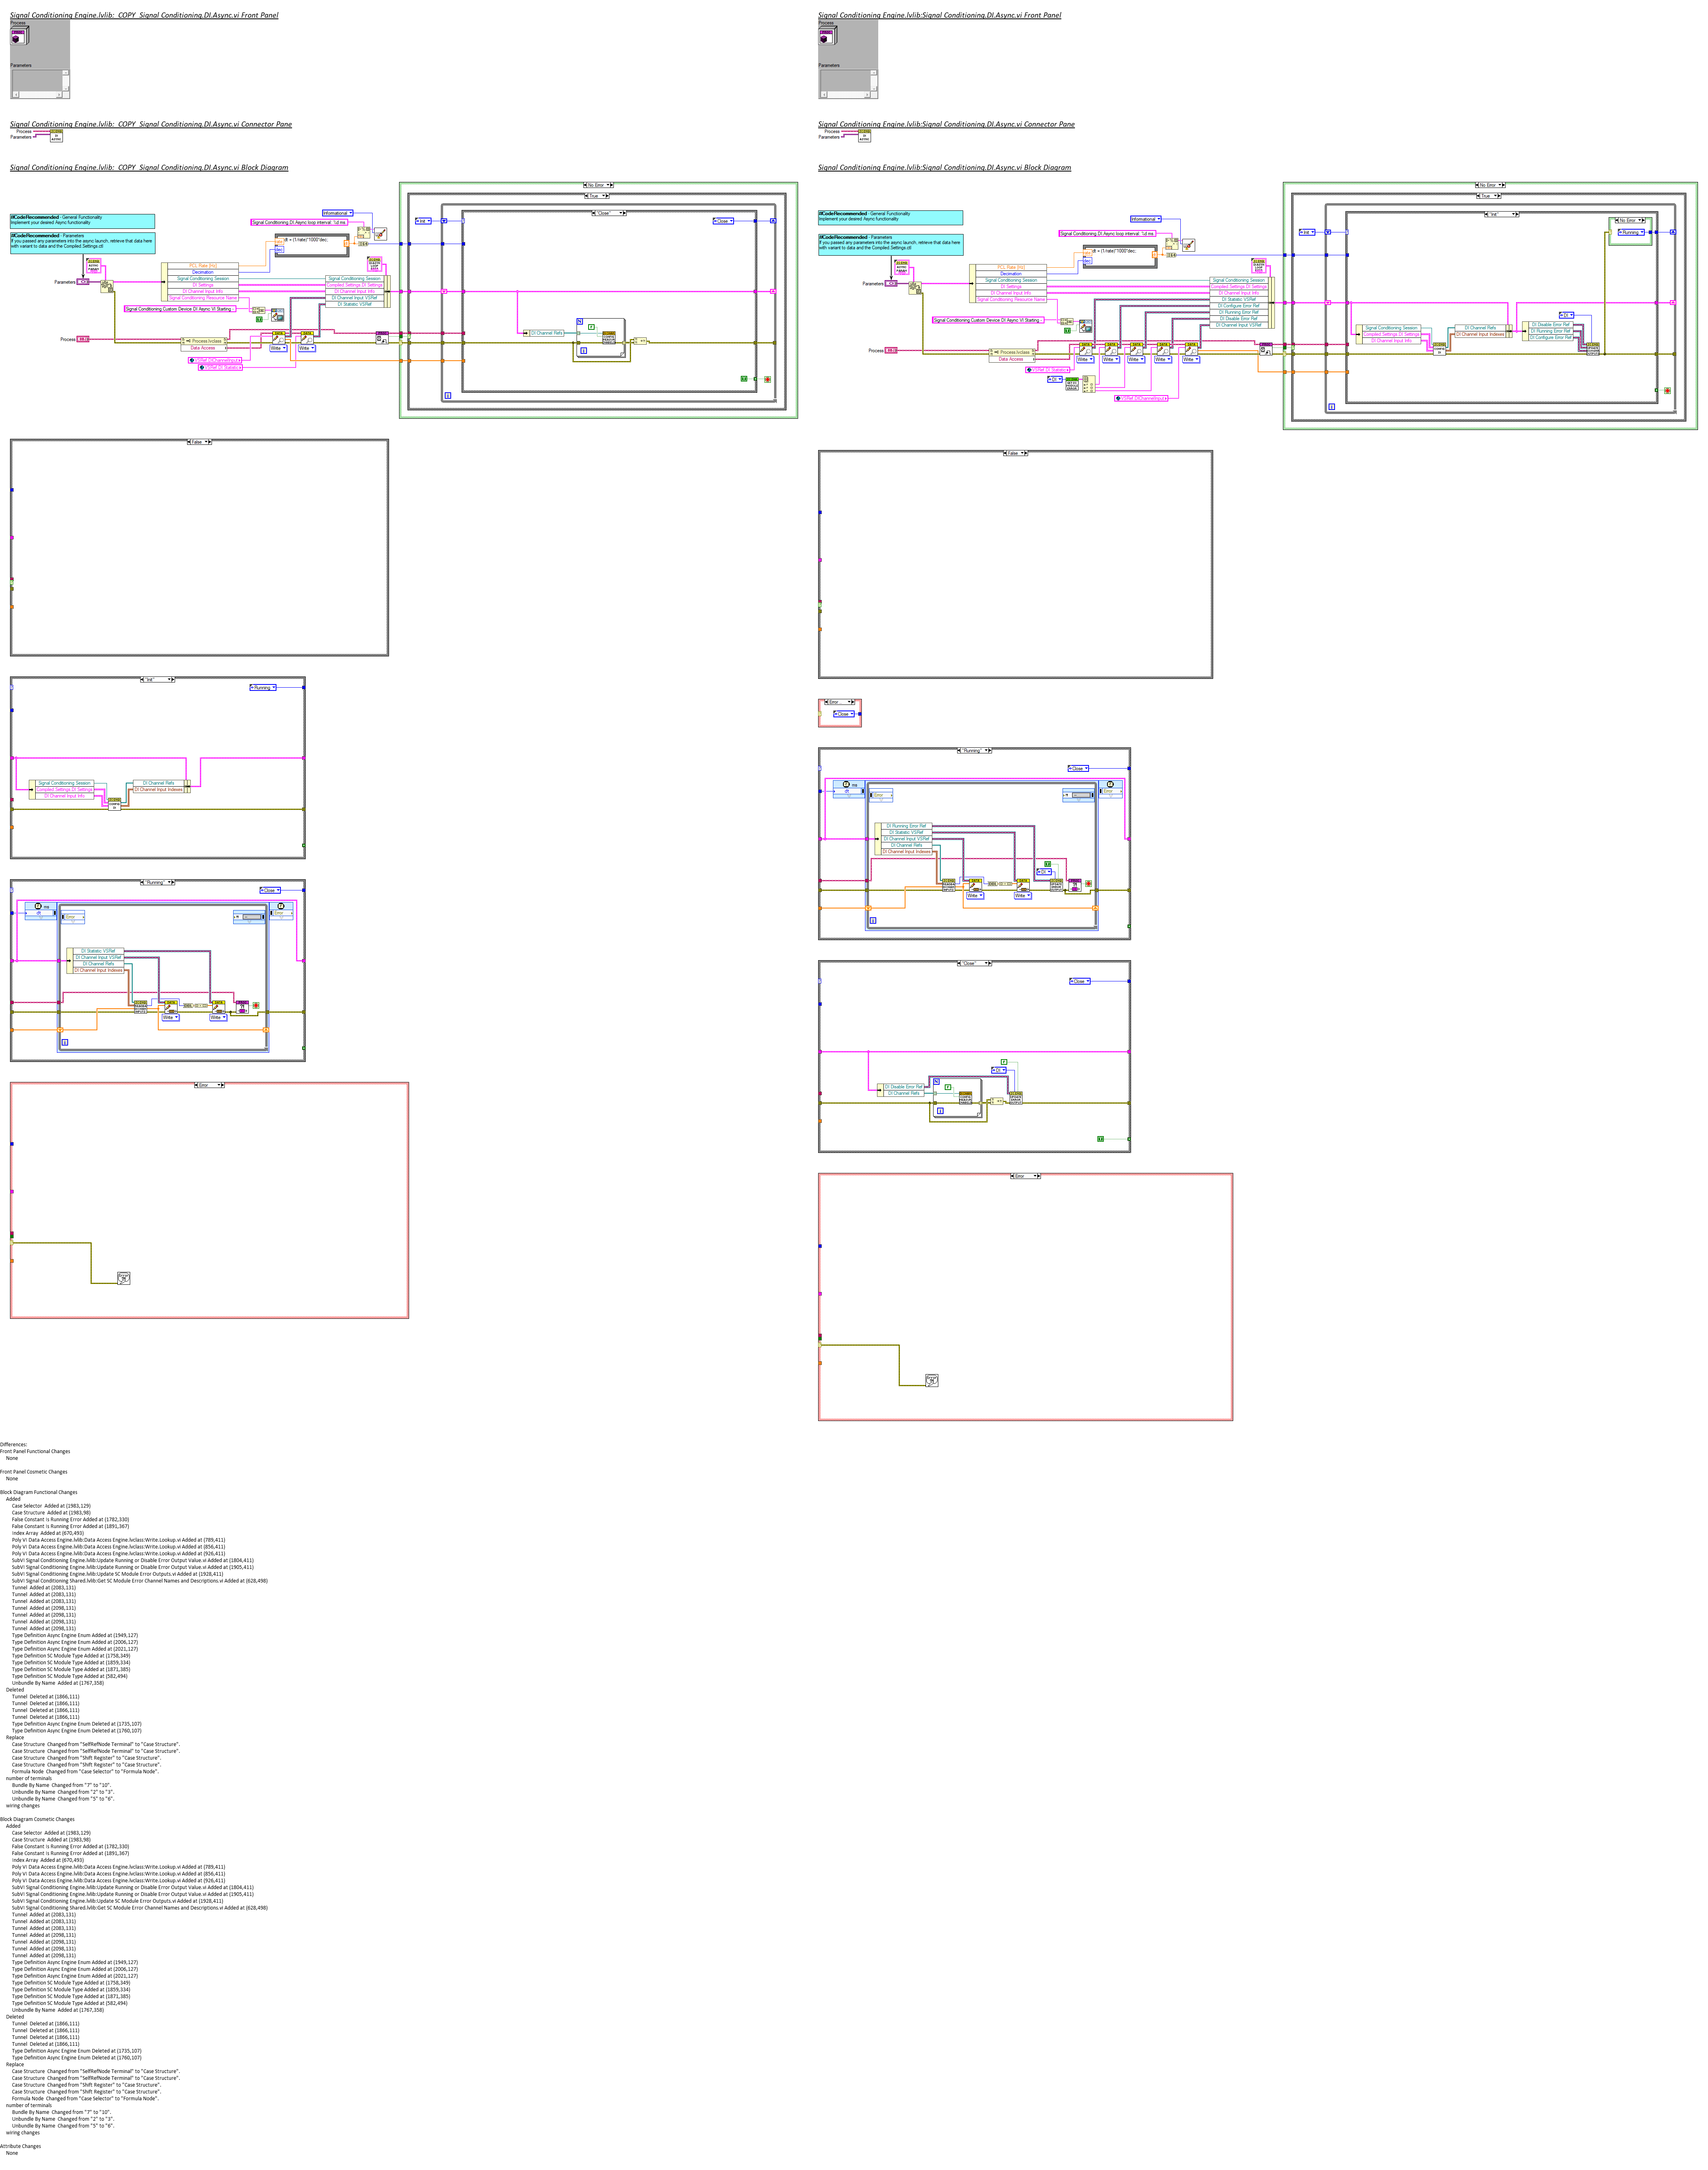 Signal Conditioning Engine.lvlib:  COPY  Signal Conditioning.DI.Async.vi Front Panel
Process
Parameters
Signal Conditioning Engine.lvlib:  COPY  Signal Conditioning.DI.Async.vi Connector Pane
Process
Parameters
Signal Conditioning Engine.lvlib:  COPY  Signal Conditioning.DI.Async.vi Block Diagram
No Error
True
"Close"
Init
Close
#CodeRecommended - General Functionality
Implement your desired Async functionality
#CodeRecommended - Parameters
If you passed any parameters into the async launch, retrieve that data here
with variant to data and the Compiled.Settings.ctl
Informational
Signal Conditioning.DI Async loop interval: %d ms.
dt = (1/rate)*1000*dec;
PCL Rate (Hz)
Decimation
Signal Conditioning Session
DI Settings
DI Channel Input Info
Signal Conditioning Resource Name
Signal Conditioning Session
Compiled Settings.DI Settings
DI Channel Input Info
DI Channel Input VSRef
DI Statistic VSRef
Parameters
Signal Conditioning Custom Device DI Async VI Starting
Process
Process.lvclass
Data Access
Write
Write
VSRef.DIChannelInput
VSRef.DI Statistic
DI Channel Refs
False
"Init"
Running
Signal Conditioning Session
Compiled Settings.DI Settings
DI Channel Input Info
DI Channel Refs
DI Channel Input Indexes
"Running"
Close
ms
dt
Error
Error
DI Statistic VSRef
DI Channel Input VSRef
DI Channel Refs
DI Channel Input Indexes
Write
Write
Error
Signal Conditioning Engine.lvlib:Signal Conditioning.DI.Async.vi Front Panel
Process
Parameters
Signal Conditioning Engine.lvlib:Signal Conditioning.DI.Async.vi Connector Pane
Process
Parameters
Signal Conditioning Engine.lvlib:Signal Conditioning.DI.Async.vi Block Diagram
No Error
True
"Init"
Init
No Error
Running
#CodeRecommended - General Functionality
Implement your desired Async functionality
#CodeRecommended - Parameters
If you passed any parameters into the async launch, retrieve that data here
with variant to data and the Compiled.Settings.ctl
Informational
Signal Conditioning.DI Async loop interval: %d ms.
dt = (1/rate)*1000*dec;
PCL Rate (Hz)
Decimation
Signal Conditioning Session
DI Settings
DI Channel Input Info
Signal Conditioning Resource Name
Signal Conditioning Session
Compiled Settings.DI Settings
DI Channel Input Info
DI Statistic VSRef
DI Configure Error Ref
DI Running Error Ref
DI Disable Error Ref
DI Channel Input VSRef
Parameters
Signal Conditioning Custom Device DI Async VI Starting
Process
Process.lvclass
Data Access
Write
Write
Write
Write
Write
VSRef.DI Statistic
DI
VSRef.DIChannelInput
Signal Conditioning Session
Compiled Settings.DI Settings
DI Channel Input Info
DI Channel Refs
DI Channel Input Indexes
DI
DI Disable Error Ref
DI Running Error Ref
DI Configure Error Ref
False
Error
Close
"Running"
Close
ms
dt
Error
Error
DI Running Error Ref
DI Statistic VSRef
DI Channel Input VSRef
DI Channel Refs
DI Channel Input Indexes
DI
Write
Write
"Close"
Close
DI
DI Disable Error Ref
DI Channel Refs
Error
Differences:
Front Panel Functional Changes
None
Front Panel Cosmetic Changes
None
Block Diagram Functional Changes
Added
Case Selector  Added at (1983,129)
Case Structure  Added at (1983,98)
False Constant Is Running Error Added at (1782,330)
False Constant Is Running Error Added at (1891,367)
Index Array  Added at (670,493)
Poly VI Data Access Engine.lvlib:Data Access Engine.lvclass:Write.Lookup.vi Added at (789,411)
Poly VI Data Access Engine.lvlib:Data Access Engine.lvclass:Write.Lookup.vi Added at (856,411)
Poly VI Data Access Engine.lvlib:Data Access Engine.lvclass:Write.Lookup.vi Added at (926,411)
SubVI Signal Conditioning Engine.lvlib:Update Running or Disable Error Output Value.vi Added at (1804,411)
SubVI Signal Conditioning Engine.lvlib:Update Running or Disable Error Output Value.vi Added at (1905,411)
SubVI Signal Conditioning Engine.lvlib:Update SC Module Error Outputs.vi Added at (1928,411)
SubVI Signal Conditioning Shared.lvlib:Get SC Module Error Channel Names and Descriptions.vi Added at (628,498)
Tunnel  Added at (2083,131)
Tunnel  Added at (2083,131)
Tunnel  Added at (2083,131)
Tunnel  Added at (2098,131)
Tunnel  Added at (2098,131)
Tunnel  Added at (2098,131)
Tunnel  Added at (2098,131)
Type Definition Async Engine Enum Added at (1949,127)
Type Definition Async Engine Enum Added at (2006,127)
Type Definition Async Engine Enum Added at (2021,127)
Type Definition SC Module Type Added at (1758,349)
Type Definition SC Module Type Added at (1859,334)
Type Definition SC Module Type Added at (1871,385)
Type Definition SC Module Type Added at (582,494)
Unbundle By Name  Added at (1767,358)
Deleted
Tunnel  Deleted at (1866,111)
Tunnel  Deleted at (1866,111)
Tunnel  Deleted at (1866,111)
Tunnel  Deleted at (1866,111)
Type Definition Async Engine Enum Deleted at (1735,107)
Type Definition Async Engine Enum Deleted at (1760,107)
Replace
Case Structure  Changed from "SelfRefNode Terminal" to "Case Structure".
Case Structure  Changed from "SelfRefNode Terminal" to "Case Structure".
Case Structure  Changed from "Shift Register" to "Case Structure".
Case Structure  Changed from "Shift Register" to "Case Structure".
Formula Node  Changed from "Case Selector" to "Formula Node".
number of terminals
Bundle By Name  Changed from "7" to "10".
Unbundle By Name  Changed from "2" to "3".
Unbundle By Name  Changed from "5" to "6".
wiring changes
Block Diagram Cosmetic Changes
Added
Case Selector  Added at (1983,129)
Case Structure  Added at (1983,98)
False Constant Is Running Error Added at (1782,330)
False Constant Is Running Error Added at (1891,367)
Index Array  Added at (670,493)
Poly VI Data Access Engine.lvlib:Data Access Engine.lvclass:Write.Lookup.vi Added at (789,411)
Poly VI Data Access Engine.lvlib:Data Access Engine.lvclass:Write.Lookup.vi Added at (856,411)
Poly VI Data Access Engine.lvlib:Data Access Engine.lvclass:Write.Lookup.vi Added at (926,411)
SubVI Signal Conditioning Engine.lvlib:Update Running or Disable Error Output Value.vi Added at (1804,411)
SubVI Signal Conditioning Engine.lvlib:Update Running or Disable Error Output Value.vi Added at (1905,411)
SubVI Signal Conditioning Engine.lvlib:Update SC Module Error Outputs.vi Added at (1928,411)
SubVI Signal Conditioning Shared.lvlib:Get SC Module Error Channel Names and Descriptions.vi Added at (628,498)
Tunnel  Added at (2083,131)
Tunnel  Added at (2083,131)
Tunnel  Added at (2083,131)
Tunnel  Added at (2098,131)
Tunnel  Added at (2098,131)
Tunnel  Added at (2098,131)
Tunnel  Added at (2098,131)
Type Definition Async Engine Enum Added at (1949,127)
Type Definition Async Engine Enum Added at (2006,127)
Type Definition Async Engine Enum Added at (2021,127)
Type Definition SC Module Type Added at (1758,349)
Type Definition SC Module Type Added at (1859,334)
Type Definition SC Module Type Added at (1871,385)
Type Definition SC Module Type Added at (582,494)
Unbundle By Name  Added at (1767,358)
Deleted
Tunnel  Deleted at (1866,111)
Tunnel  Deleted at (1866,111)
Tunnel  Deleted at (1866,111)
Tunnel  Deleted at (1866,111)
Type Definition Async Engine Enum Deleted at (1735,107)
Type Definition Async Engine Enum Deleted at (1760,107)
Replace
Case Structure  Changed from "SelfRefNode Terminal" to "Case Structure".
Case Structure  Changed from "SelfRefNode Terminal" to "Case Structure".
Case Structure  Changed from "Shift Register" to "Case Structure".
Case Structure  Changed from "Shift Register" to "Case Structure".
Formula Node  Changed from "Case Selector" to "Formula Node".
number of terminals
Bundle By Name  Changed from "7" to "10".
Unbundle By Name  Changed from "2" to "3".
Unbundle By Name  Changed from "5" to "6".
wiring changes
Attribute Changes
None